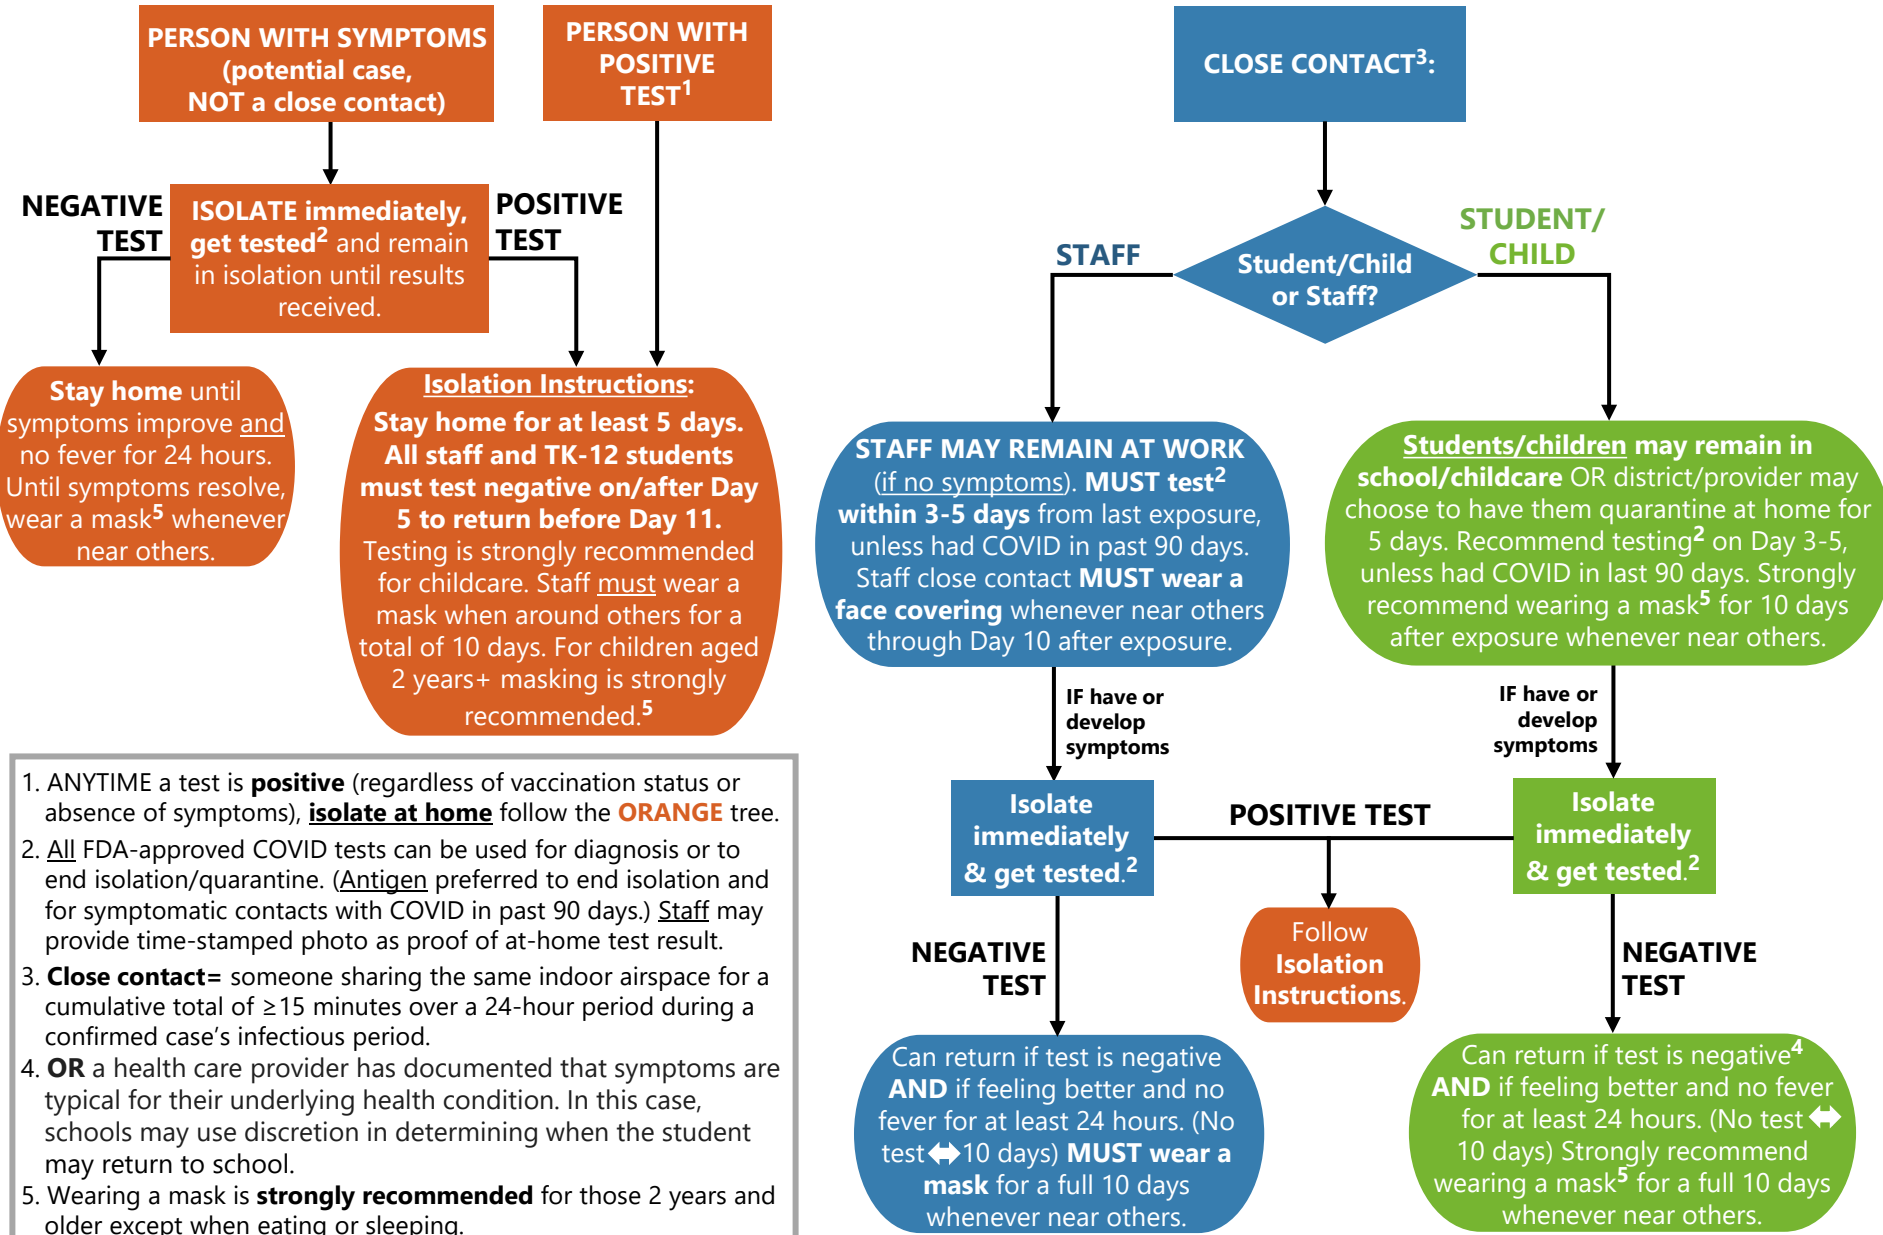 PERSON WITH SYMPTOMS
(potential case,
NOT a close contact)
PERSON WITH
POSITIVE
TEST1
NEGATIVE
TEST
ISOLATE immediately,
get tested2 and remain
in isolation until results
received.
POSITIVE
TEST
Stay home until
symptoms improve and
no fever for 24 hours.
Until symptoms resolve,
wear a mask5 whenever
near others.
Isolation Instructions:
Stay home for at least 5 days.
All staff and TK-12 students
must test negative on/after Day
5 to return before Day 11.
Testing is strongly recommended
for childcare. Staff must wear a
mask when around others for a
total of 10 days. For children aged
2 years+ masking is strongly
recommended.5
1. ANYTIME a test is positive (regardless of vaccination status or
absence of symptoms), isolate at home follow the ORANGE tree.
2. All FDA-approved COVID tests can be used for diagnosis or to
end isolation/quarantine. (Antigen preferred to end isolation and
for symptomatic contacts with COVID in past 90 days.) Staff may
provide time-stamped photo as proof of at-home test result.
3. Close contact= someone sharing the same indoor airspace for a
cumulative total of ≥15 minutes over a 24-hour period during a
confirmed case's infectious period.
4. OR a health care provider has documented that symptoms are
typical for their underlying health condition. In this case,
schools may use discretion in determining when the student
may return to school.
5. Wearing a mask is strongly recommended for those 2 years and
older except when eating or sleeping.
CLOSE CONTACT3:
STAFF
Student/Child
or Staff?
STUDENT/
CHILD
STAFF MAY REMAIN AT WORK
(if no symptoms). MUST test2
within 3-5 days from last exposure,
unless had COVID in past 90 days.
Staff close contact MUST wear a
face covering whenever near others
through Day 10 after exposure.
Students/children may remain in
school/childcare OR district/provider may
choose to have them quarantine at home for
5 days. Recommend testing2 on Day 3-5,
unless had COVID in last 90 days. Strongly
recommend wearing a mask5 for 10 days
after exposure whenever near others.
IF have or
develop
symptoms
IF have or
develop
symptoms
Isolate
immediately
& get tested.2
POSITIVE TEST
Isolate
immediately
& get tested.2
NEGATIVE
TEST
Follow
Isolation
Instructions.
NEGATIVE
TEST
Can return if test is negative
AND if feeling better and no
fever for at least 24 hours. (No
test⬌10 days) MUST wear a
mask for a full 10 days
whenever near others.
Can return if test is negative4
AND if feeling better and no fever
for at least 24 hours. (No test⬌
10 days) Strongly recommend
wearing a mask5 for a full 10 days
whenever near others.